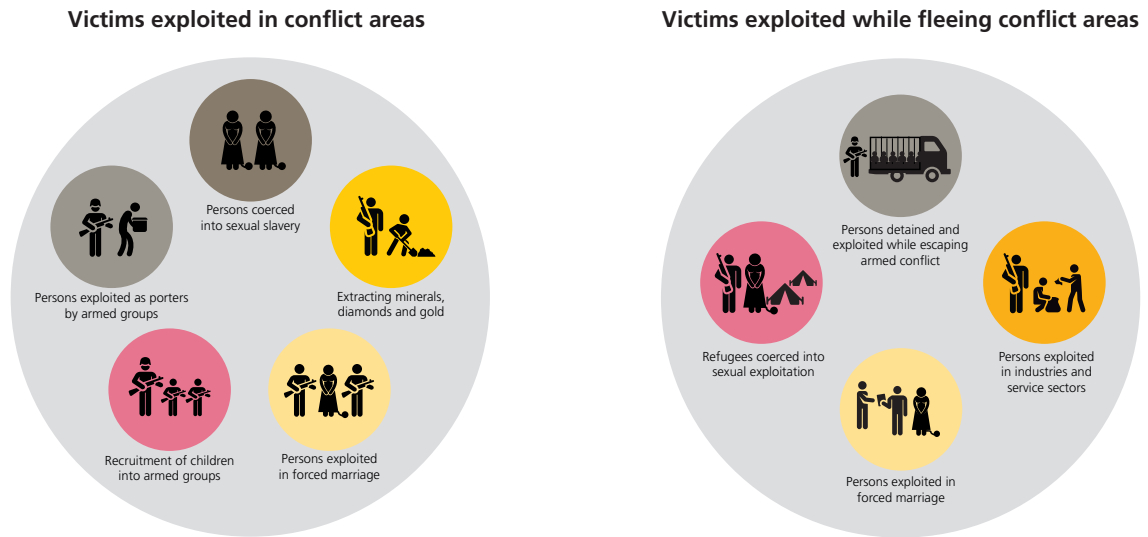 Victims exploited in conflict areas
Persons coerced
into sexual slavery
Persons exploited as porters
by armed groups
Extracting minerals,
diamonds and gold
Recruitment of children
into armed groups
Persons exploited
in forced marriage
Victims exploited while fleeing conflict areas
Persons detained and
exploited while escaping
armed conflict
Refugees coerced into
sexual exploitation
Persons exploited
in industries and
service sectors
Persons exploited in
forced marriage